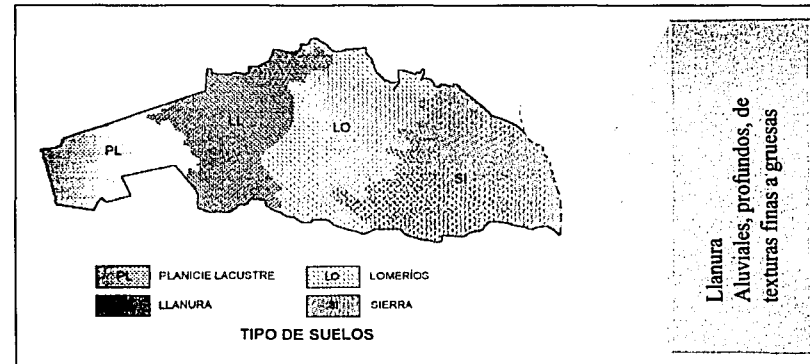 PL
LL
LO
SI
PL PLANICIE LACUSTRE
LO LOMERÍOS
LLANURA
SI SIERRA
TIPO DE SUELOS
Llanura
Aluviales, profundos, de
texturas finas a gruesas